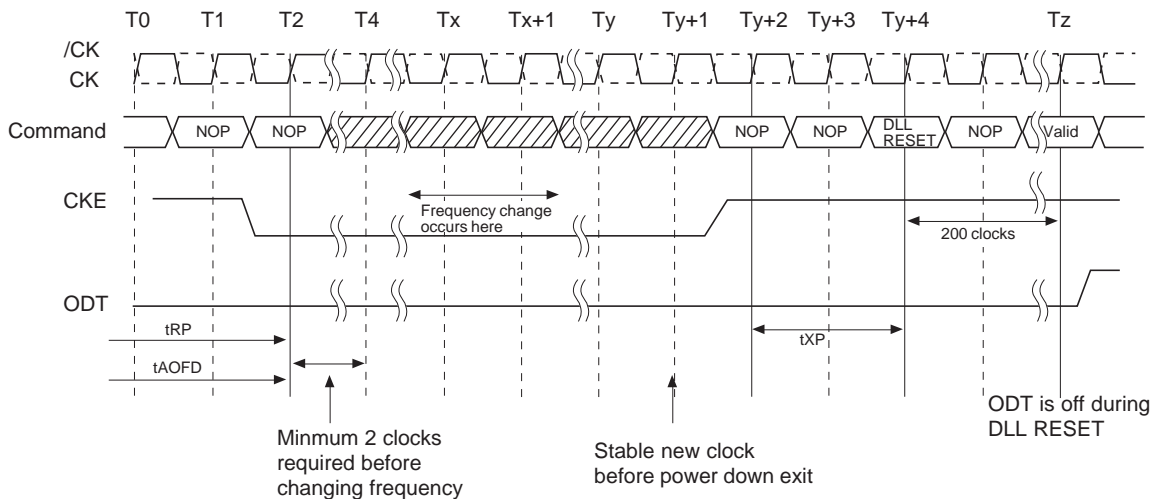 T0 T1 T2 T4 Tx Tx+1 Ty Ty+1 Ty+2 Ty+3 Ty+4 Tz
/CK
CK
Command NOP NOP NOP NOP DLL RESET NOP Valid
CKE
Frequency change
occurs here
200 clocks
ODT
tRP
tXP
tAOFD
Minmum 2 clocks
required before
changing frequency
Stable new clock
before power down exit
ODT is off during
DLL RESET